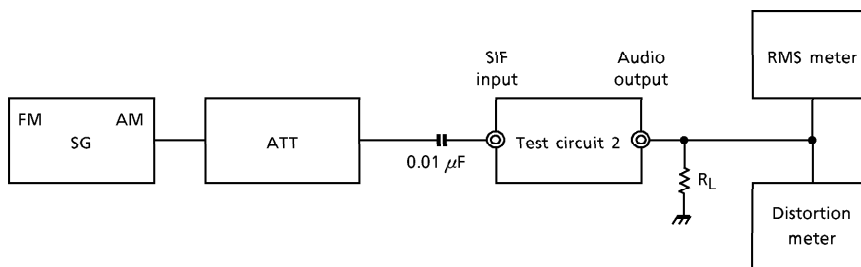 SIF
input
Audio
output
RMS meter
FM
AM
SG
ATT
0.01 μF
Test circuit 2
RL
Distortion
meter